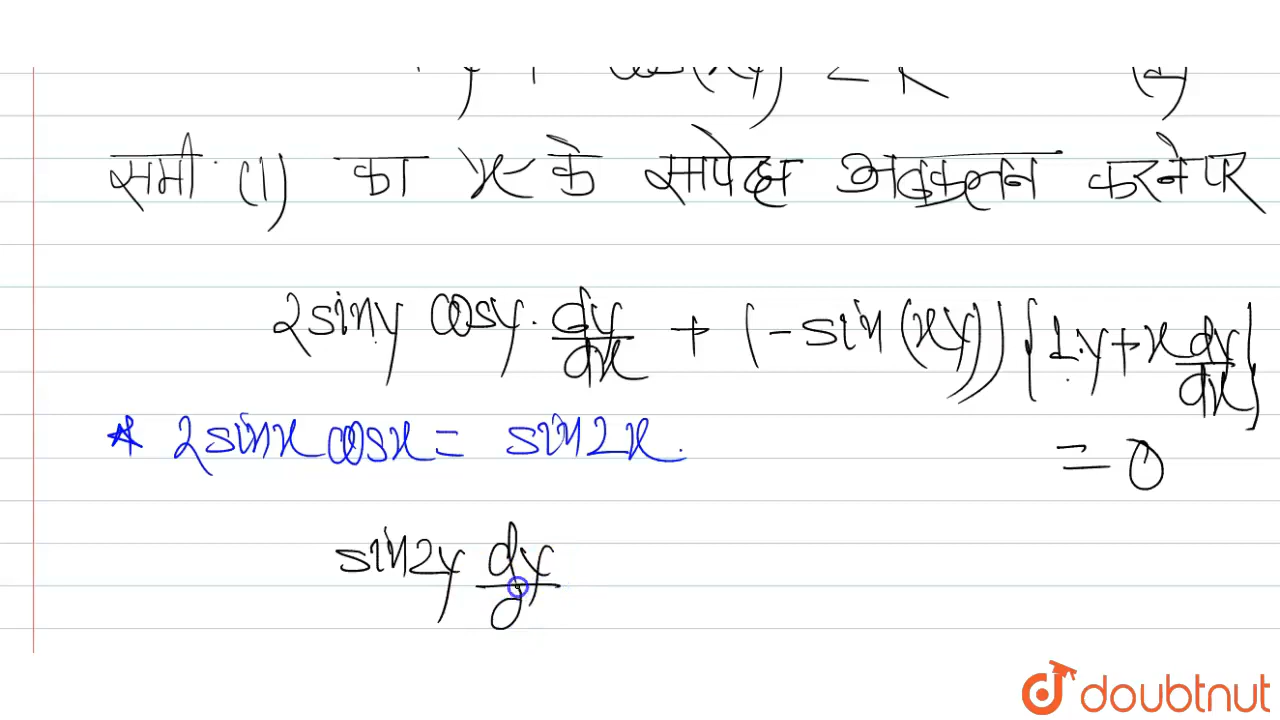 समी (1) का x के सापेक्ष अवकलन करने पर
2siny cosy. dy/dx + (-sin(xy)) {1.y+x dy/dx}
= 0
* 2sinx cosx = sin2x.
sin2y dy
doubtnut